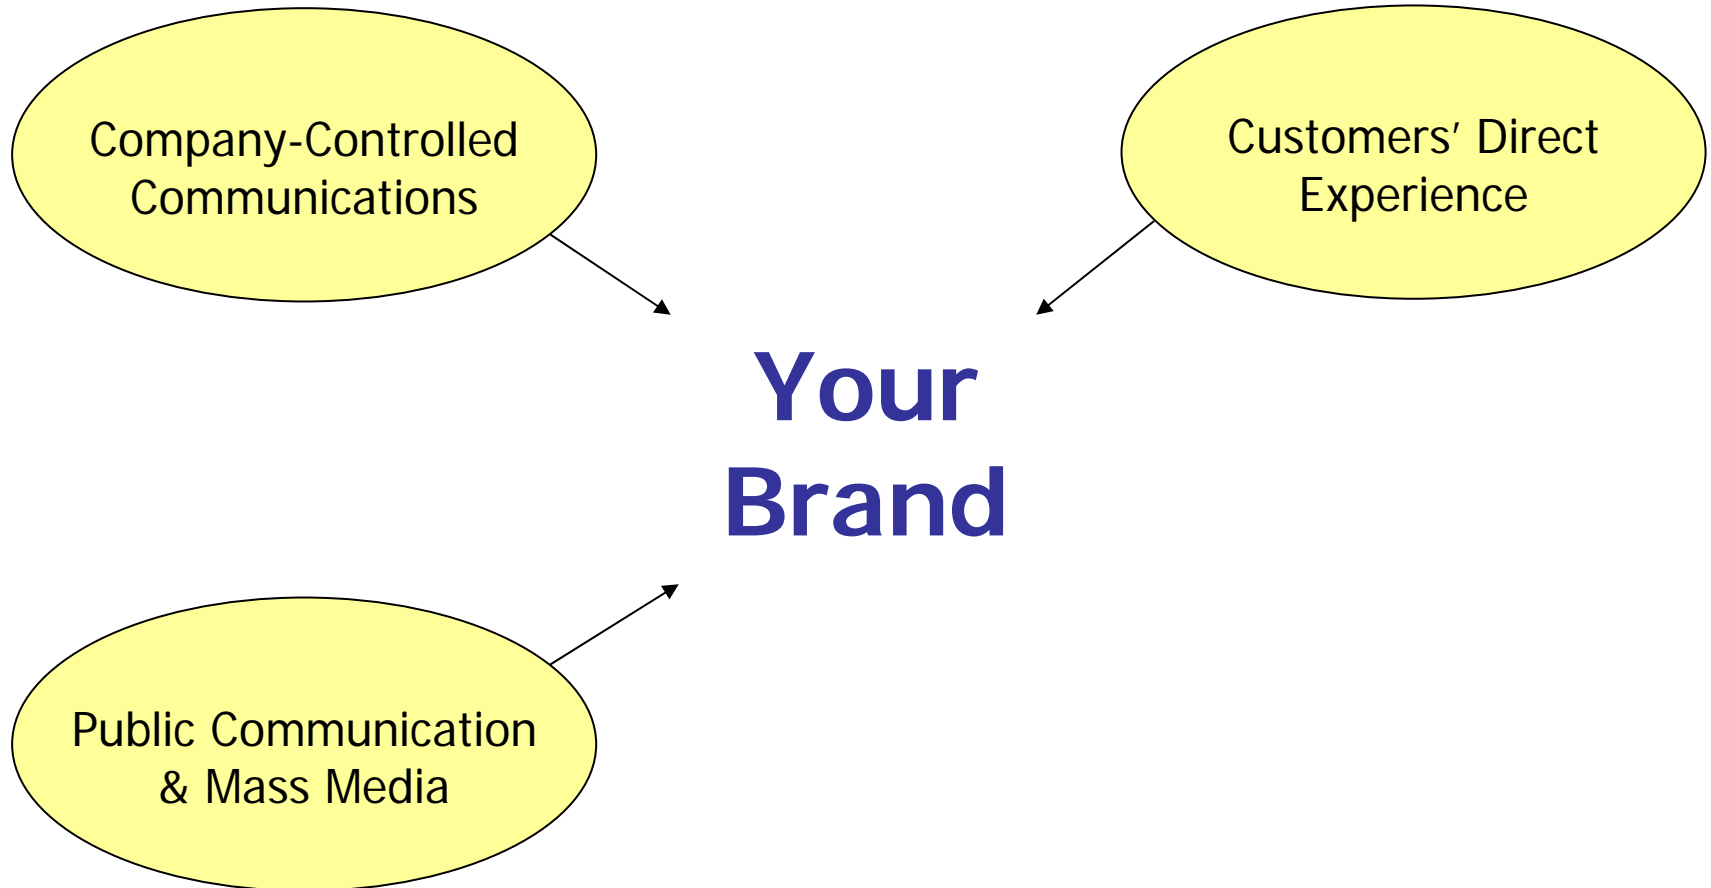 Company-Controlled
Communications
Customers’ Direct
Experience
Your
Brand
Public Communication
& Mass Media